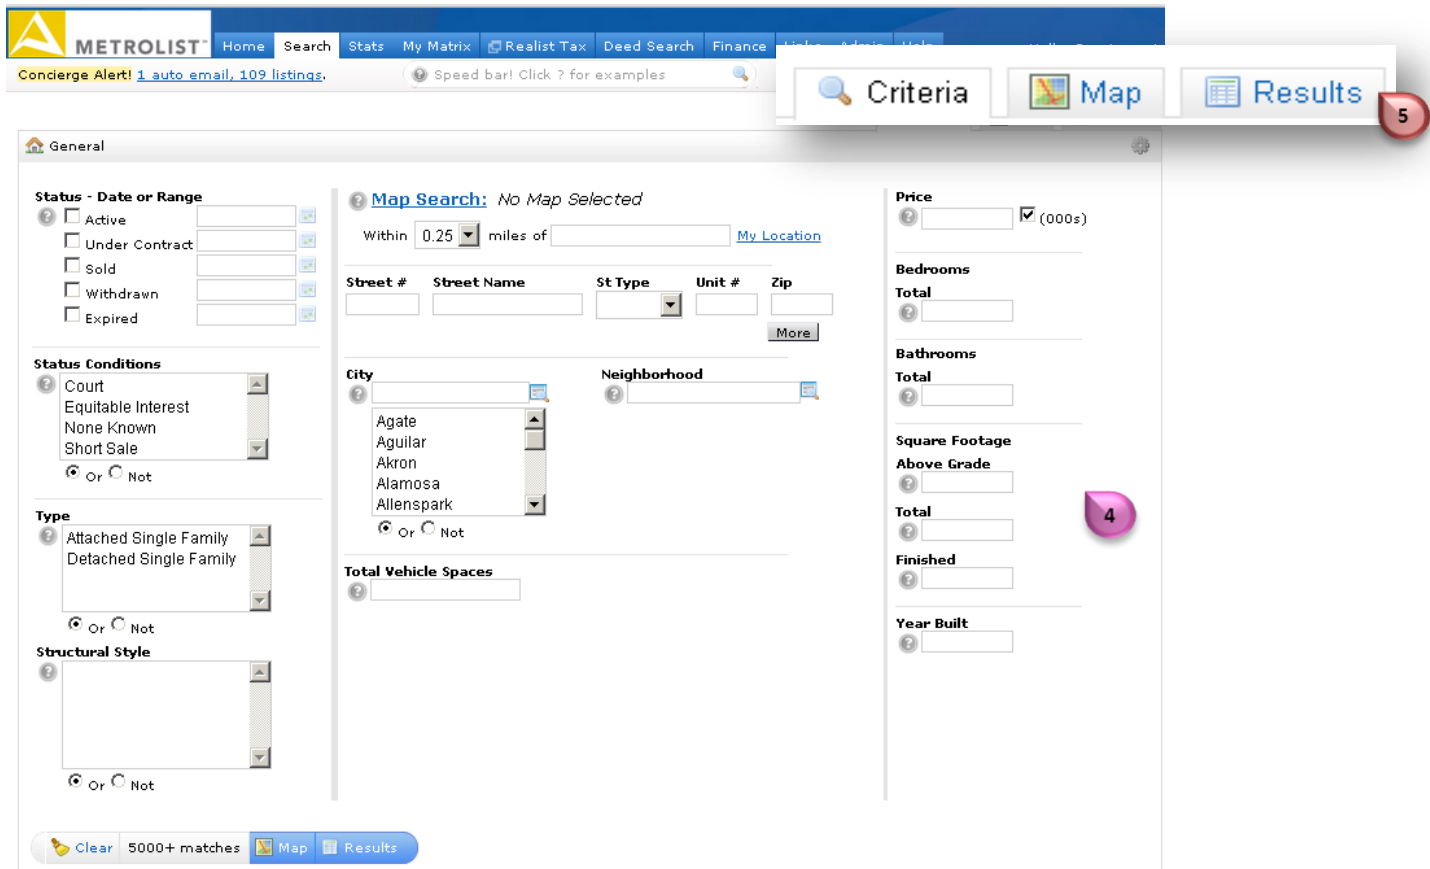 METROLIST™
Home Search Stats My Matrix Realist Tax Deed Search Finance
Concierge Alert! 1 auto email, 109 listings.
Speed bar! Click ? for examples
Criteria Map Results
5
General
Status - Date or Range
Active
Under Contract
Sold
Withdrawn
Expired
Status Conditions
Court
Equitable Interest
None Known
Short Sale
Or Not
Type
Attached Single Family
Detached Single Family
Or Not
Structural Style
Or Not
Map Search: No Map Selected
Within 0.25 miles of My Location
Street # Street Name St Type Unit # Zip
More
City Neighborhood
Agate
Aguilar
Akron
Alamosa
Allenspark
Or Not
Total Vehicle Spaces
Price
(000s)
Bedrooms
Total
Bathrooms
Total
Square Footage
Above Grade
Total
Finished
4
Year Built
Clear 5000+ matches Map Results